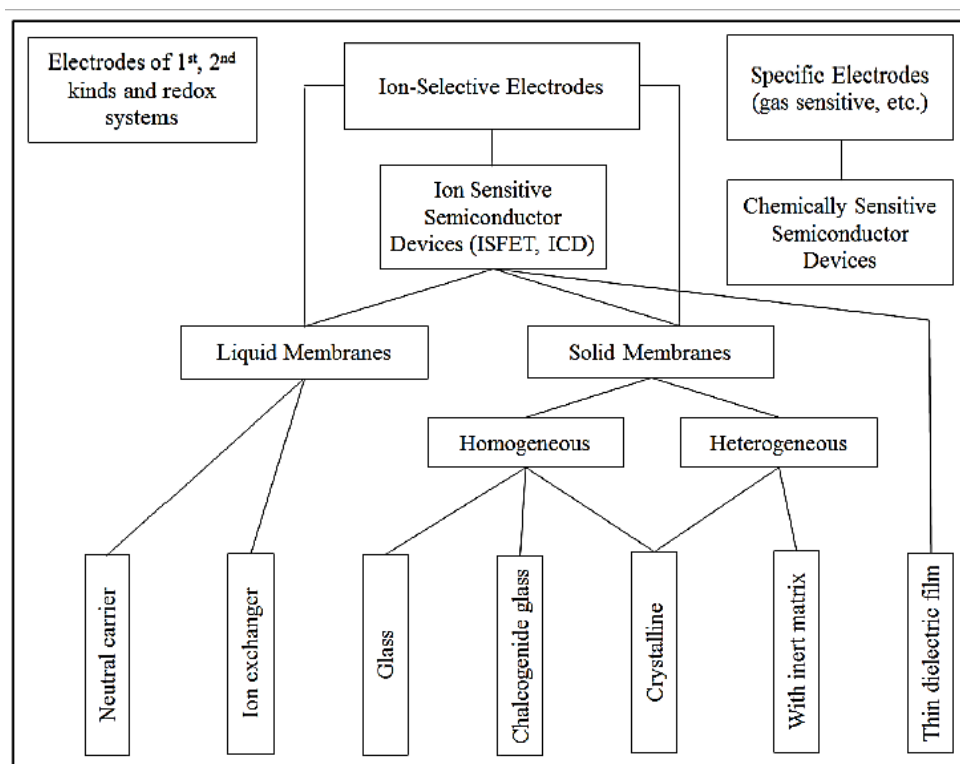 Electrodes of 1st, 2nd
kinds and redox
systems
Ion-Selective Electrodes
Specific Electrodes
(gas sensitive, etc.)
Ion Sensitive
Semiconductor
Devices (ISFET, ICD)
Chemically Sensitive
Semiconductor
Devices
Liquid Membranes
Solid Membranes
Homogeneous
Heterogeneous
Neutral carrier
Ion exchanger
Glass
Chalcogenide glass
Crystalline
With inert matrix
Thin dielectric film